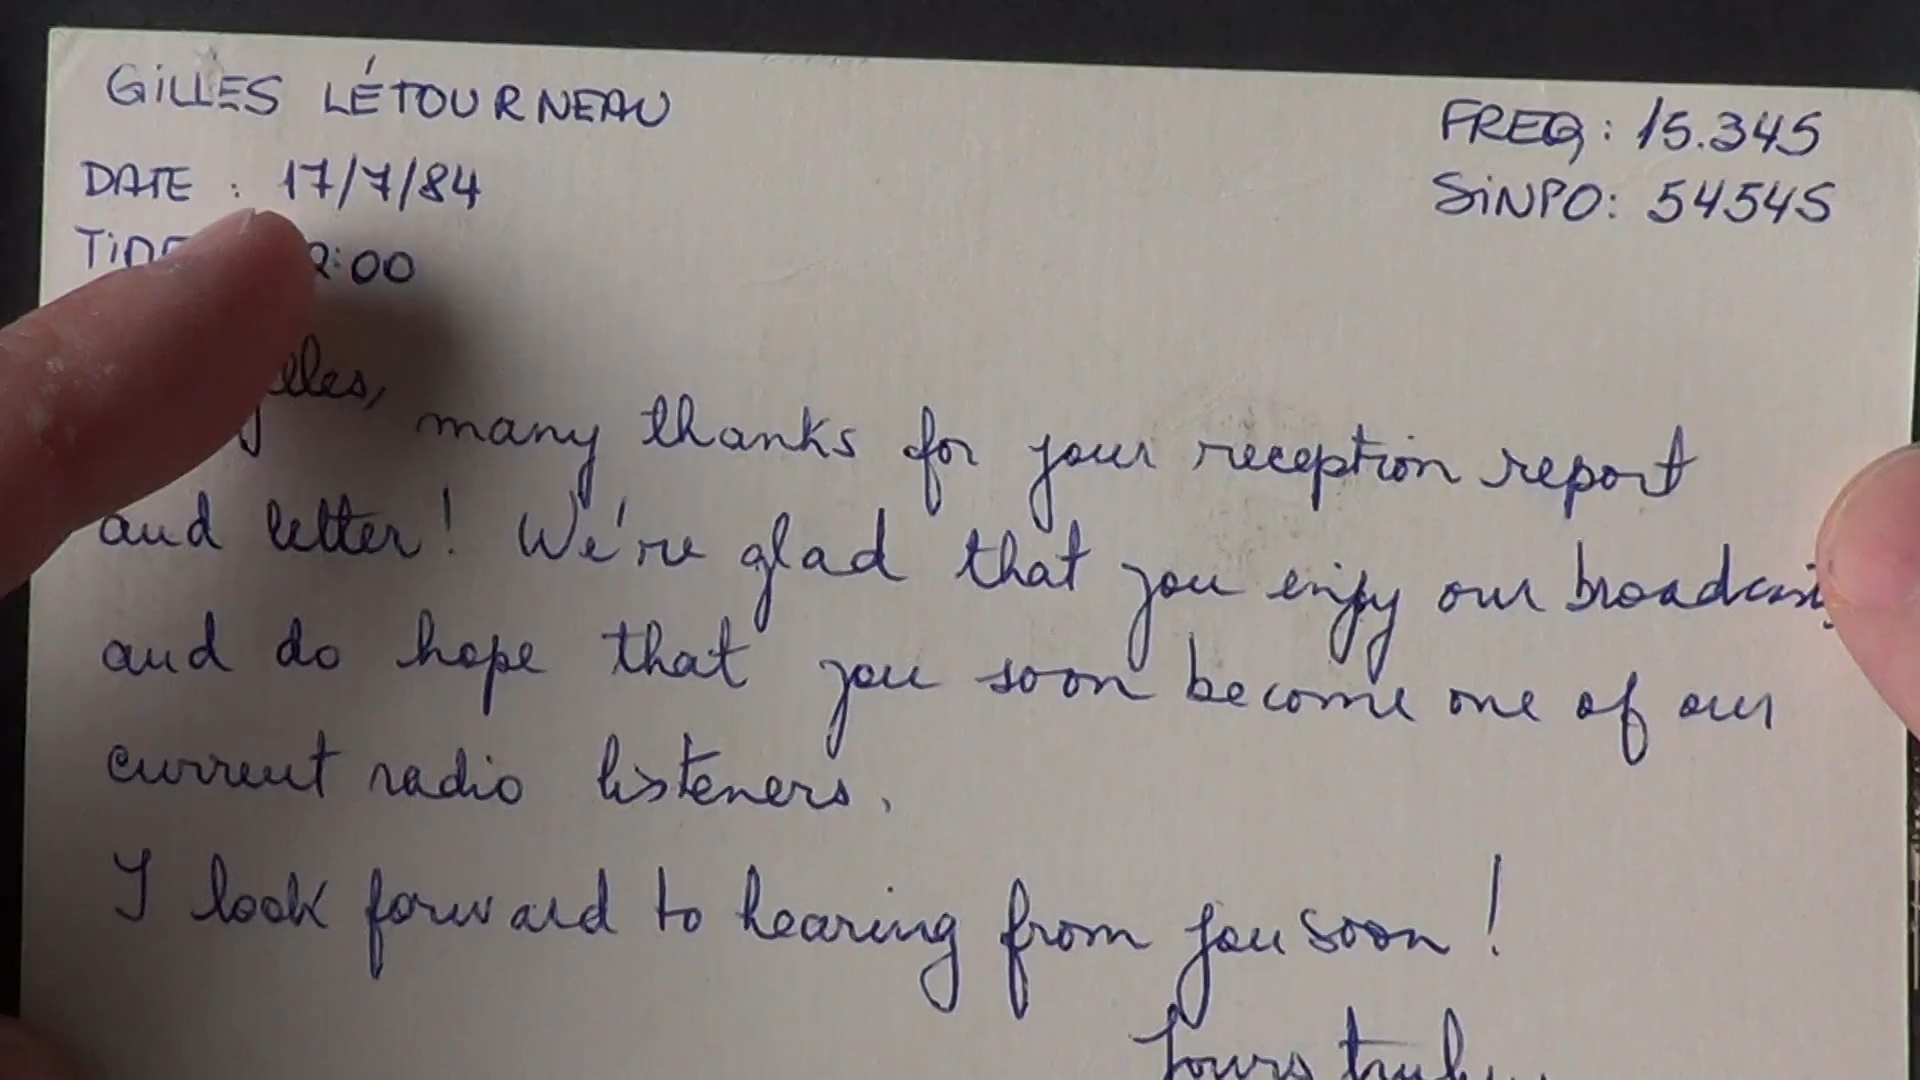 GILLES LÉTOURNEAU
FREQ: 15.345
DATE : 17/7/84
SINPO: 54545
:00
many thanks for your reception report
and letter! We're glad that you enjoy our
and do hope that you soon become one of our
current radio listeners.
I look forward to hearing from you soon!
Yours truly